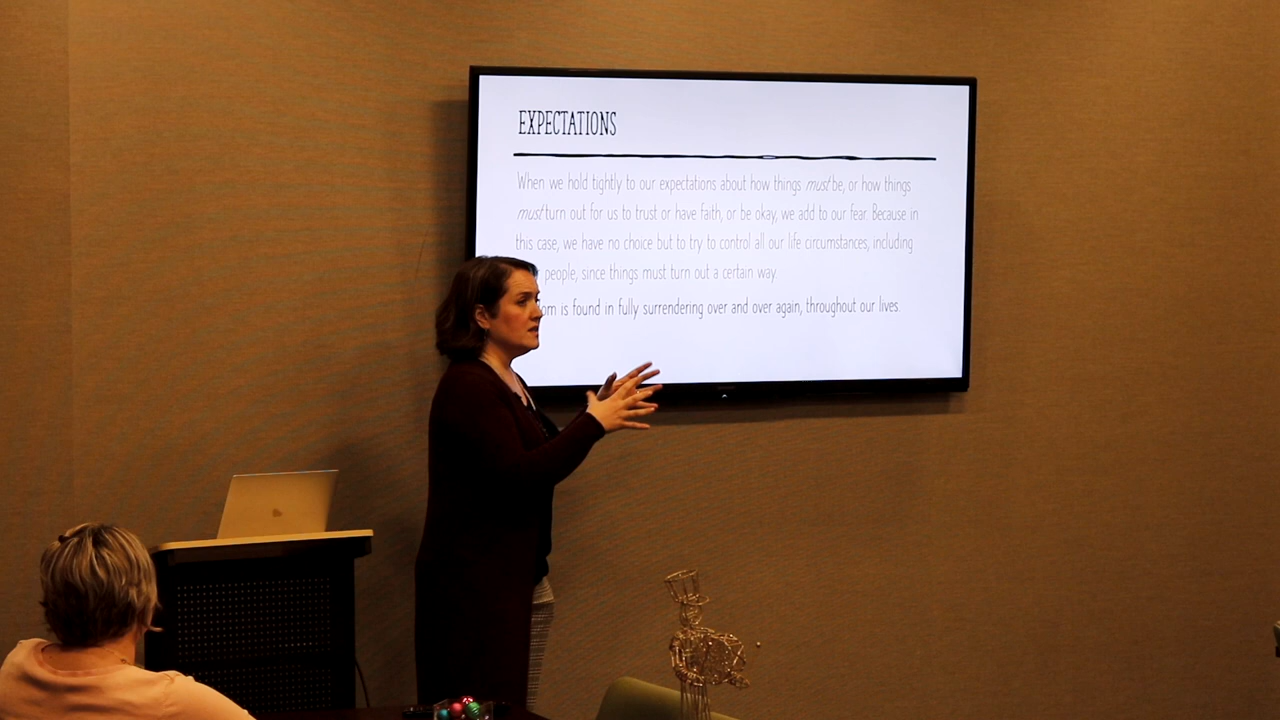 EXPECTATIONS
When we hold tightly to our expectations about how things must be, or how things
must turn out for us to trust or have faith, or be okay, we add to our fear. Because in
this case, we have no choice but to try to control all our life circumstances, including
people, since things must turn out a certain way.
is found in fully surrendering over and over again, throughout our lives.